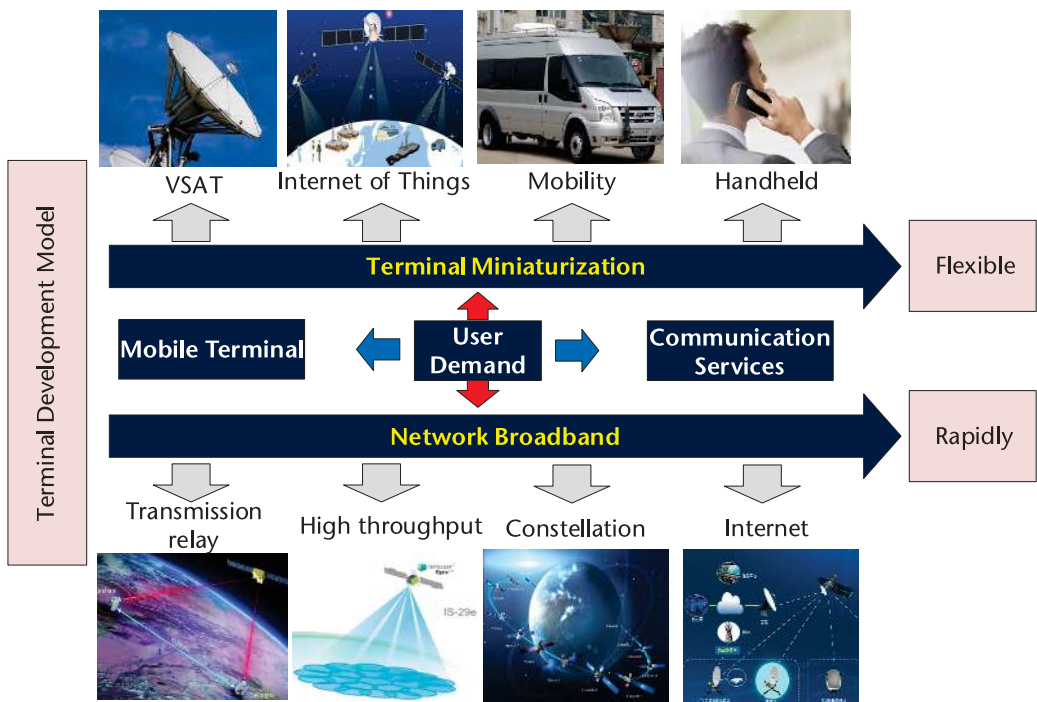 VSAT
Internet of Things
Mobility
Handheld
Terminal Development Model
Terminal Miniaturization
Flexible
Mobile Terminal
User
Demand
Communication
Services
Network Broadband
Rapidly
Transmission
relay
High throughput
Constellation
Internet
IS-29e